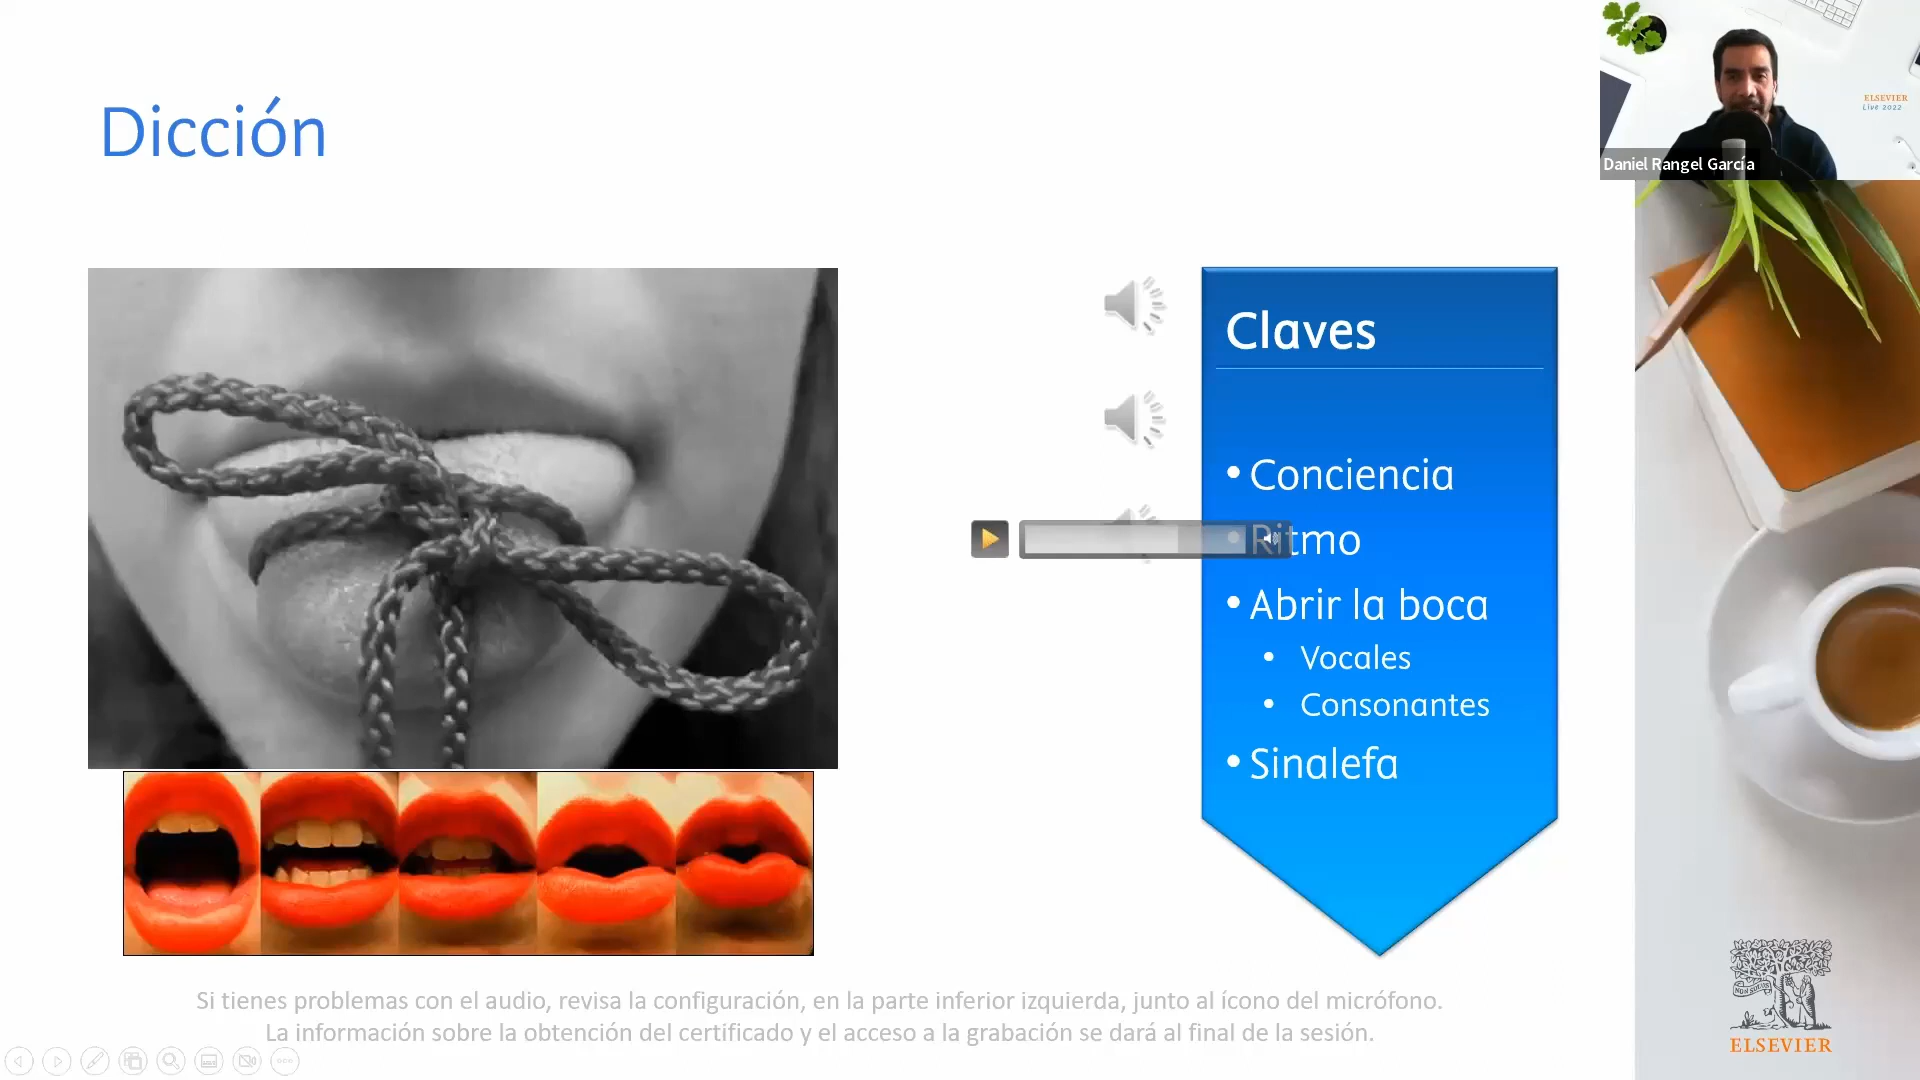 Dicción
ELSEVIER
Live 2022
Daniel Rangel García
Claves
• Conciencia
• Ritmo
• Abrir la boca
• Vocales
• Consonantes
• Sinalefa
Si tienes problemas con el audio, revisa la configuración, en la parte inferior izquierda, junto al ícono del micrófono.
La información sobre la obtención del certificado y el acceso a la grabación se dará al final de la sesión.
NON SOLUS
ELSEVIER